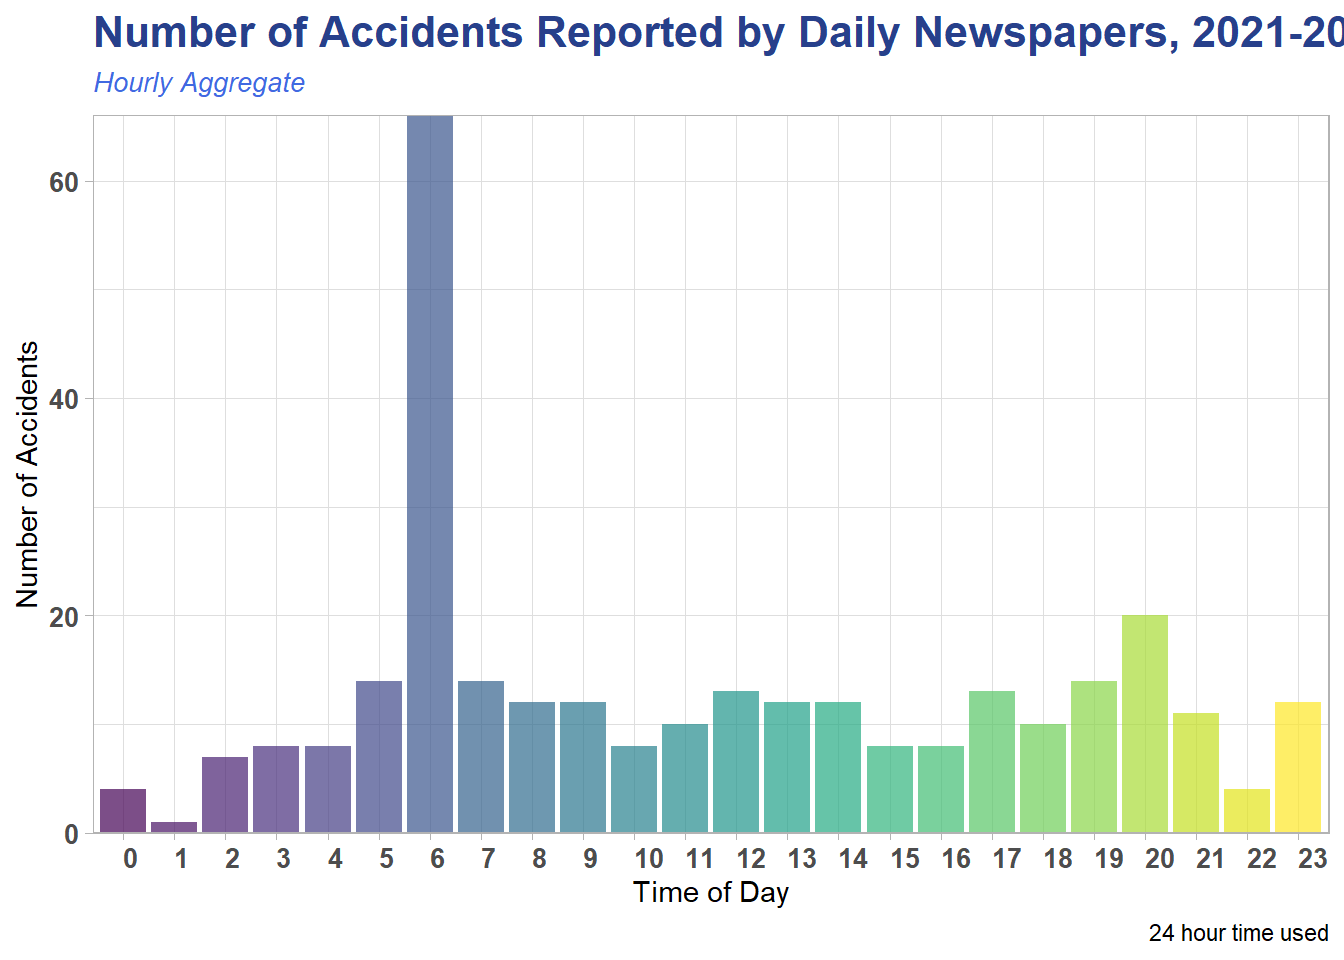 Number of Accidents Reported by Daily Newspapers, 2021-20
Hourly Aggregate
60
40
20
0
Number of Accidents
0 1 2 3 4 5 6 7 8 9 10 11 12 13 14 15 16 17 18 19 20 21 22 23
Time of Day
24 hour time used